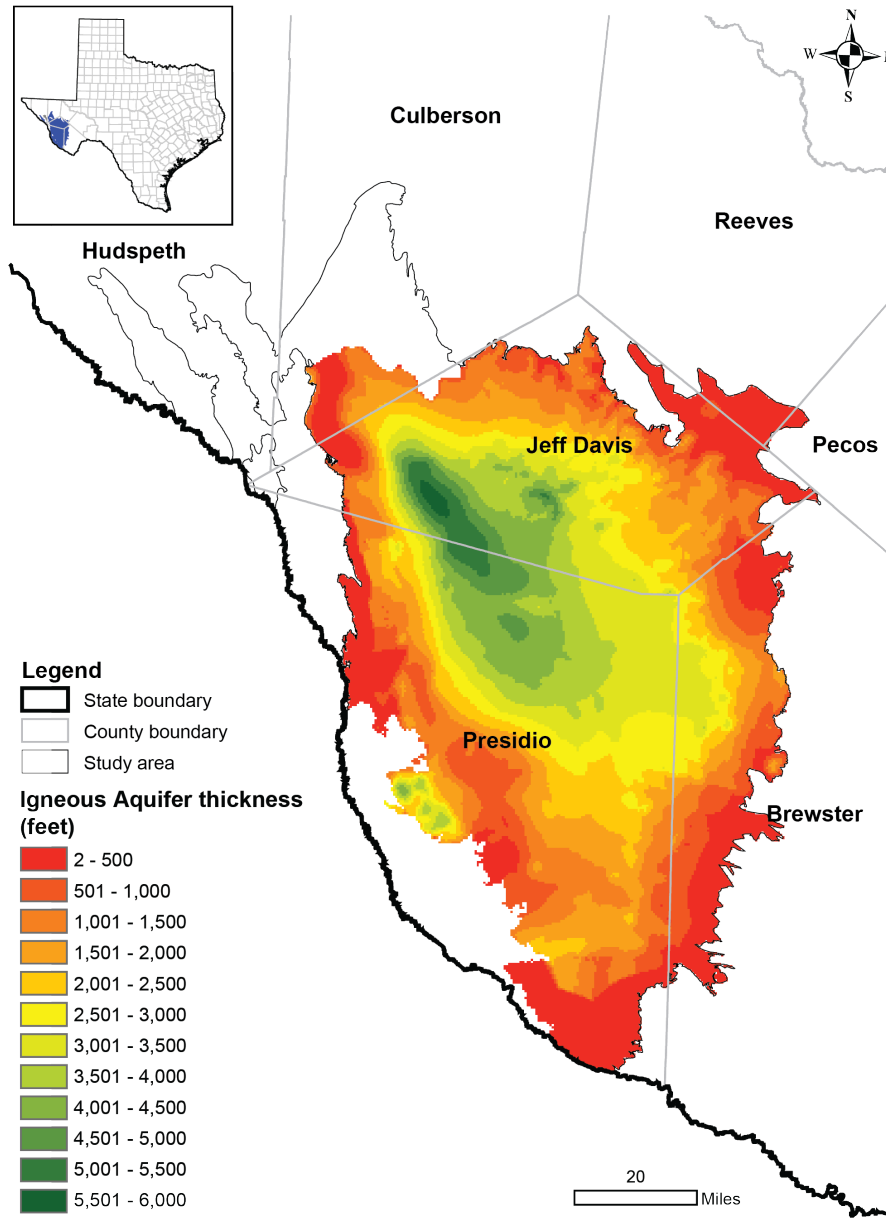 N
W
E
S
Culberson
Reeves
Hudspeth
Jeff Davis
Pecos
Presidio
Brewster
Legend
State boundary
County boundary
Study area
Igneous Aquifer thickness
(feet)
2 - 500
501 - 1,000
1,001 - 1,500
1,501 - 2,000
2,001 - 2,500
2,501 - 3,000
3,001 - 3,500
3,501 - 4,000
4,001 - 4,500
4,501 - 5,000
5,001 - 5,500
5,501 - 6,000
20
Miles